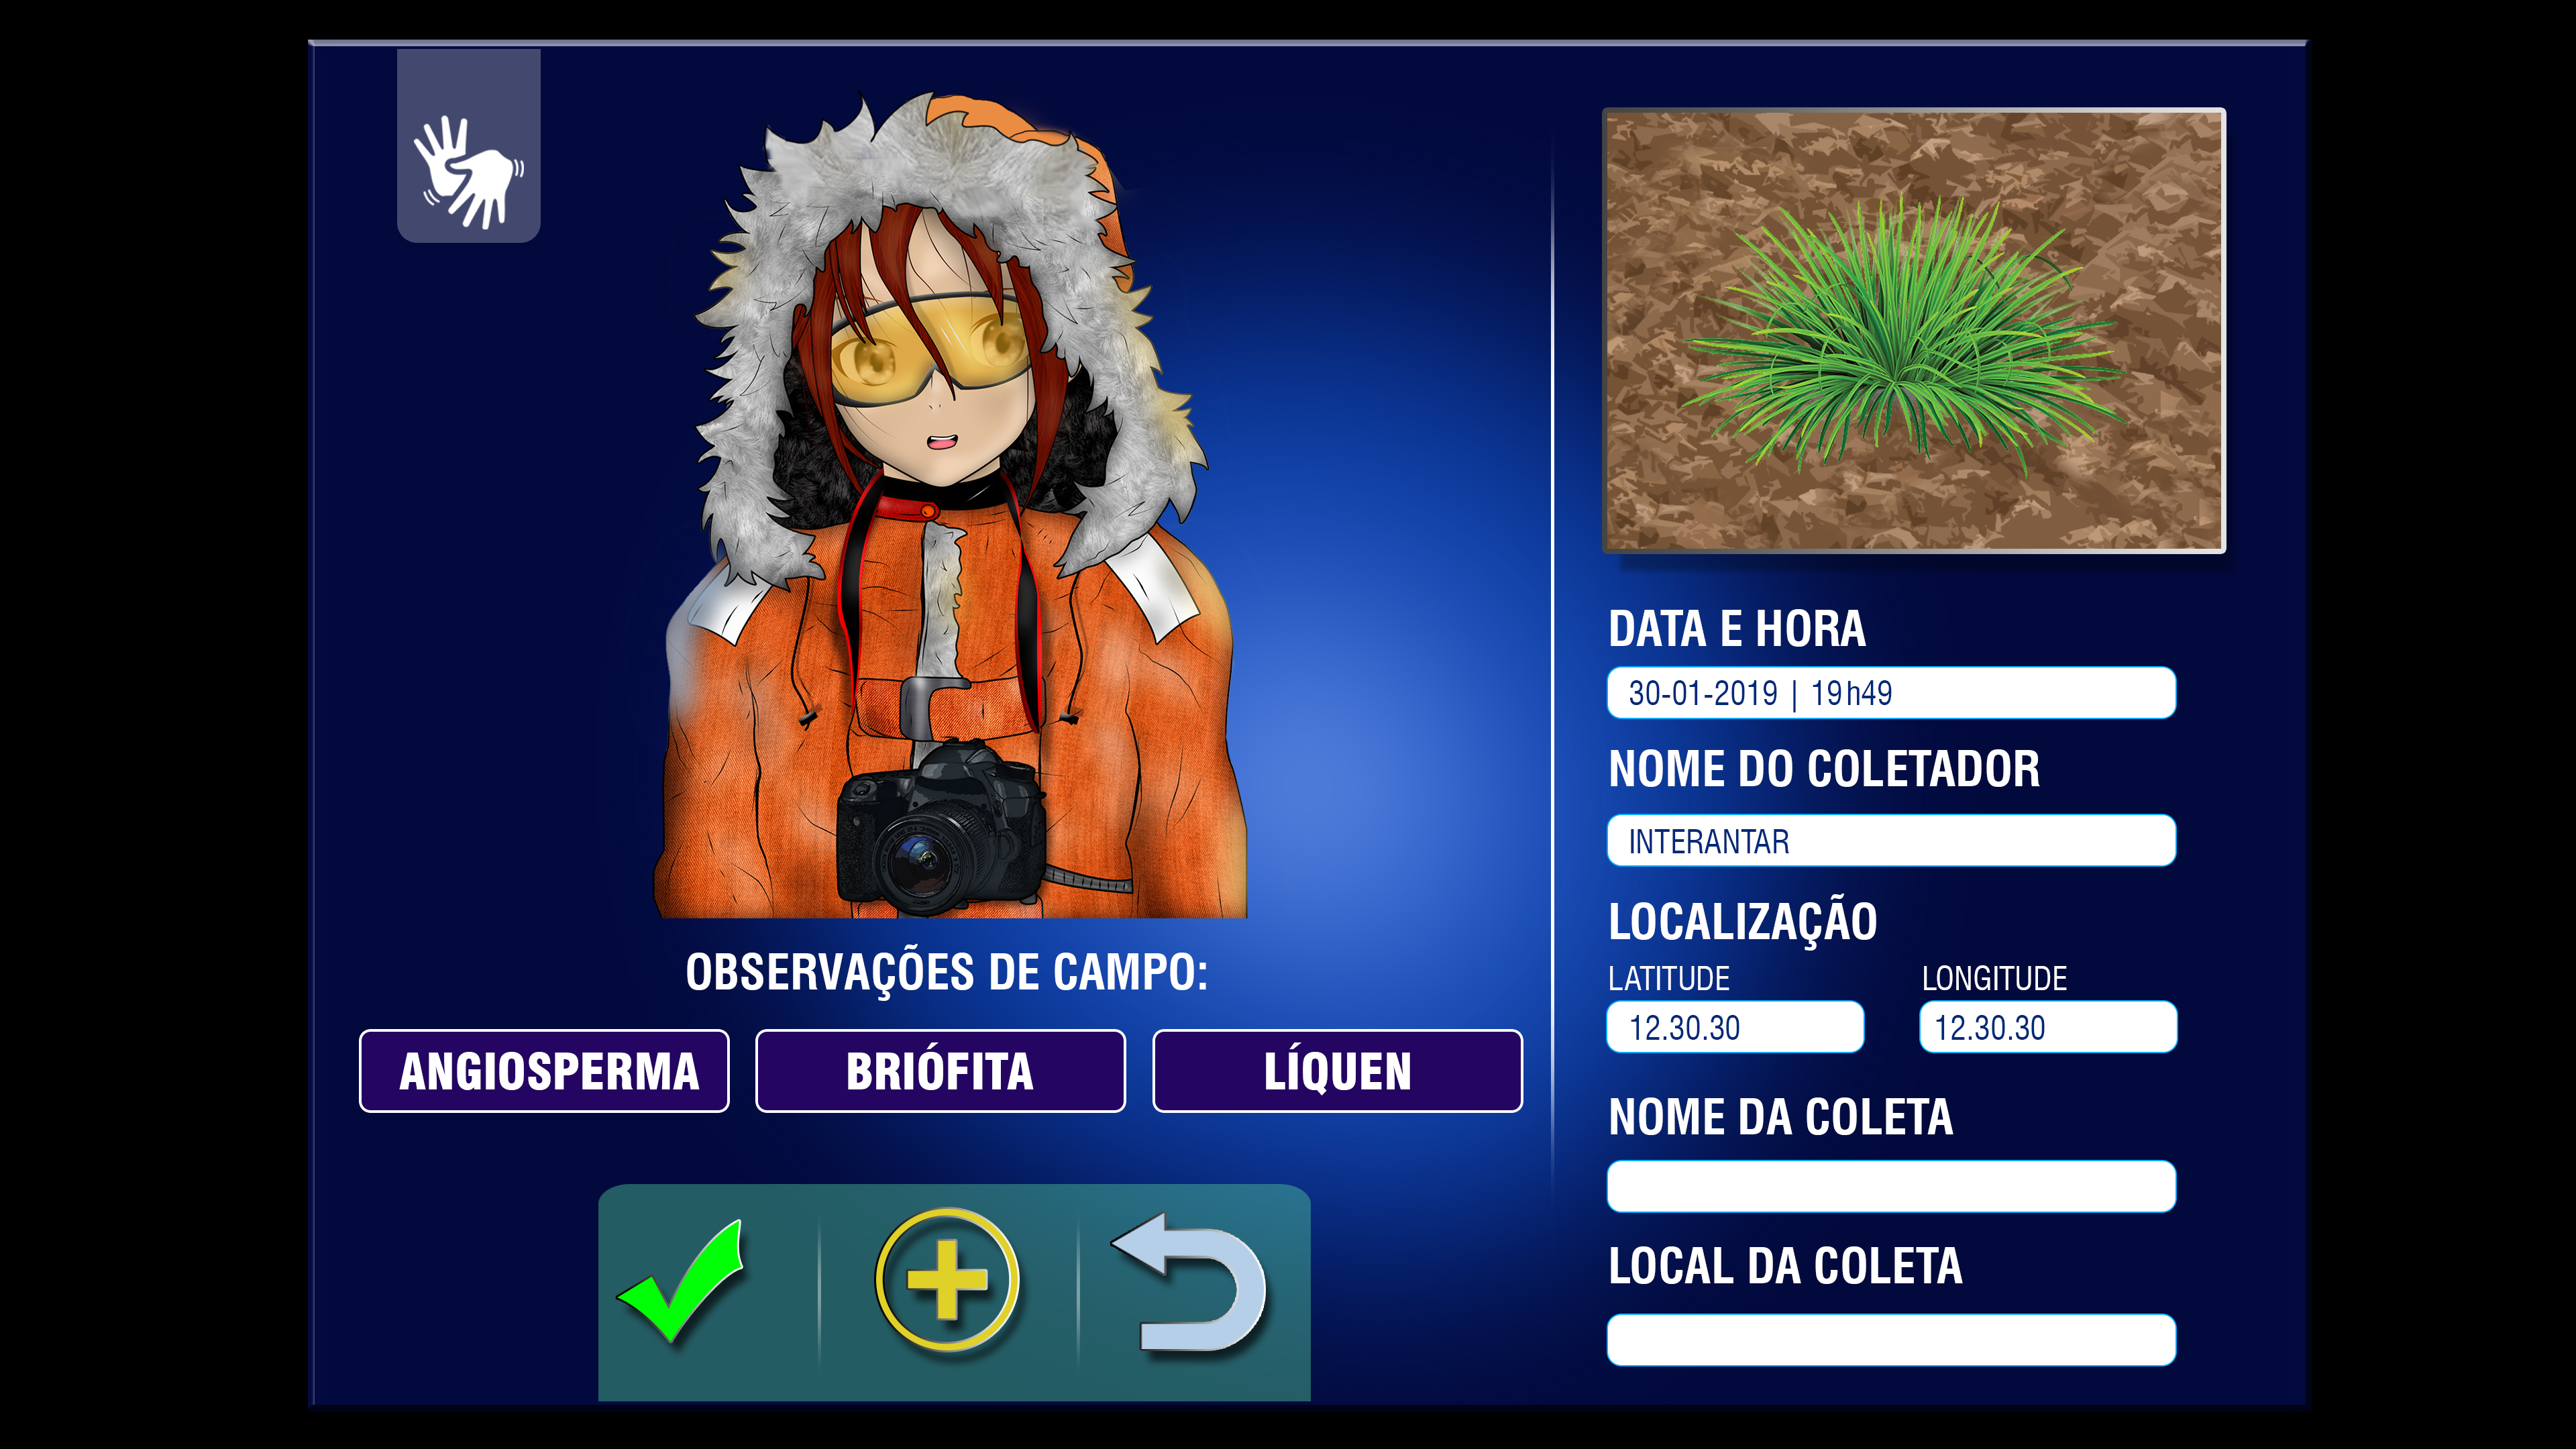 OBSERVAÇÕES DE CAMPO:
ANGIOSPERMA
BRIÓFITA
LÍQUEN
DATA E HORA
30-01-2019 | 19h49
NOME DO COLETADOR
INTERANTAR
LOCALIZAÇÃO
LATITUDE LONGITUDE
12.30.30 12.30.30
NOME DA COLETA
LOCAL DA COLETA